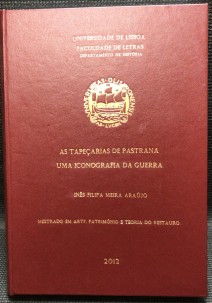 UNIVERSIDADE DE LISBOA
FACULDADE DE LETRAS
DEPARTAMENTO DE HISTÓRIA
AS TAPEÇARIAS DE PASTRANA
UMA ICONOGRAFIA DA GUERRA
INÊS FILIPA MEIRA ARAÚJO
MESTRADO EM ARTE, PATRIMÓNIO E TEORIA DO RESTAURO
2012